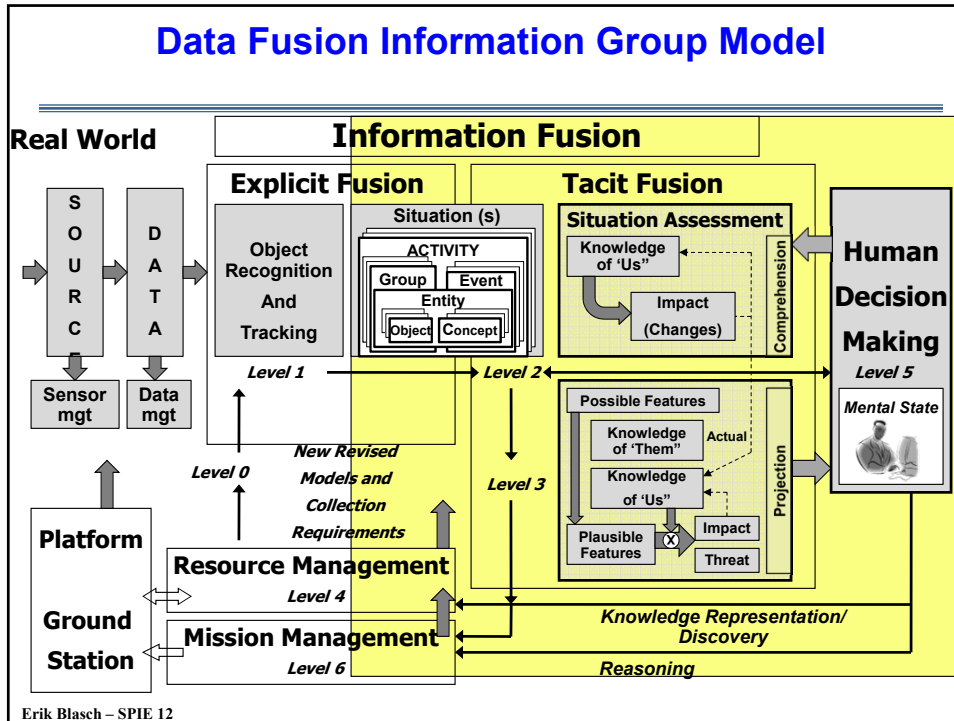 Data Fusion Information Group Model
Real World
Information Fusion
Explicit Fusion
Tacit Fusion
S
O
U
R
C
E
D
A
T
A
Sensor
mgt
Data
mgt
Object
Recognition
And
Tracking
Situation (s)
ACTIVITY
Group
Event
Entity
Object
Concept
Situation Assessment
Knowledge
of ‘Us”
Impact
(Changes)
Comprehension
Human
Decision
Making
Level 5
Mental State
Level 1
Level 2
Level 0
New Revised
Models and
Collection
Requirements
Level 3
Possible Features
Knowledge
of ‘Them”
Actual
Knowledge
of ‘Us”
Plausible
Features
X
Impact
Threat
Projection
Platform
Ground
Station
Resource Management
Level 4
Mission Management
Level 6
Knowledge Representation/
Discovery
Reasoning
Erik Blasch – SPIE 12